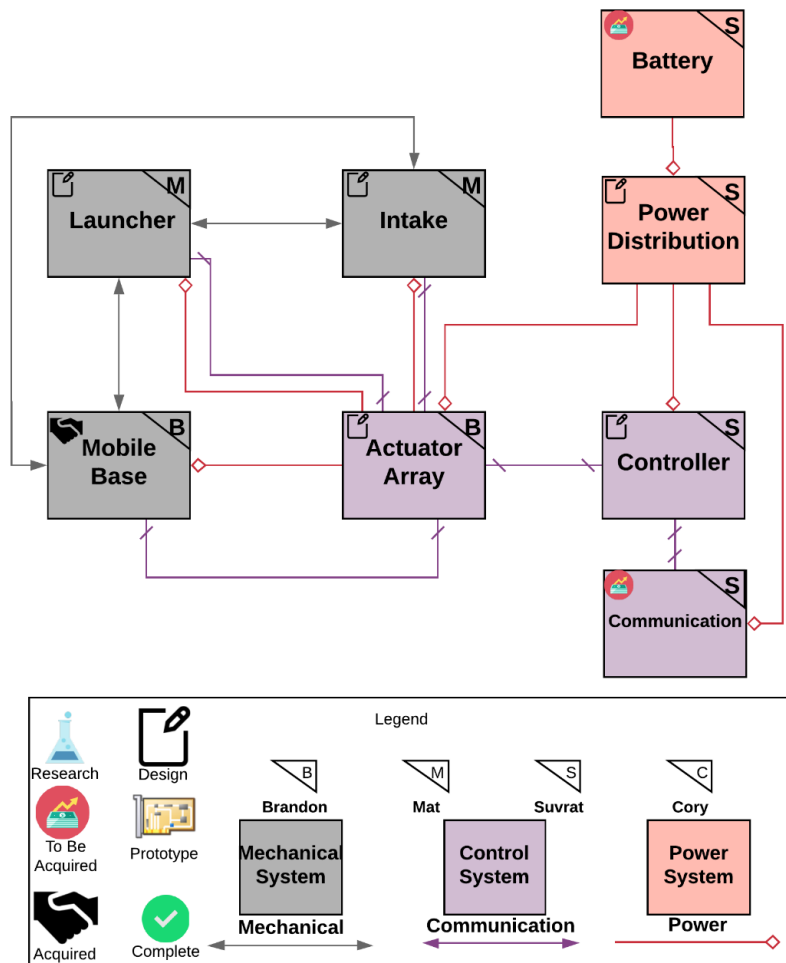 S
Battery
M
Launcher
M
Intake
S
Power
Distribution
B
Mobile
Base
B
Actuator
Array
S
Controller
S
Communication
Legend
Research
Design
B
Brandon
M
Mat
S
Suvrat
C
Cory
To Be
Acquired
Prototype
Mechanical
System
Control
System
Power
System
Acquired
Complete
Mechanical
Communication
Power